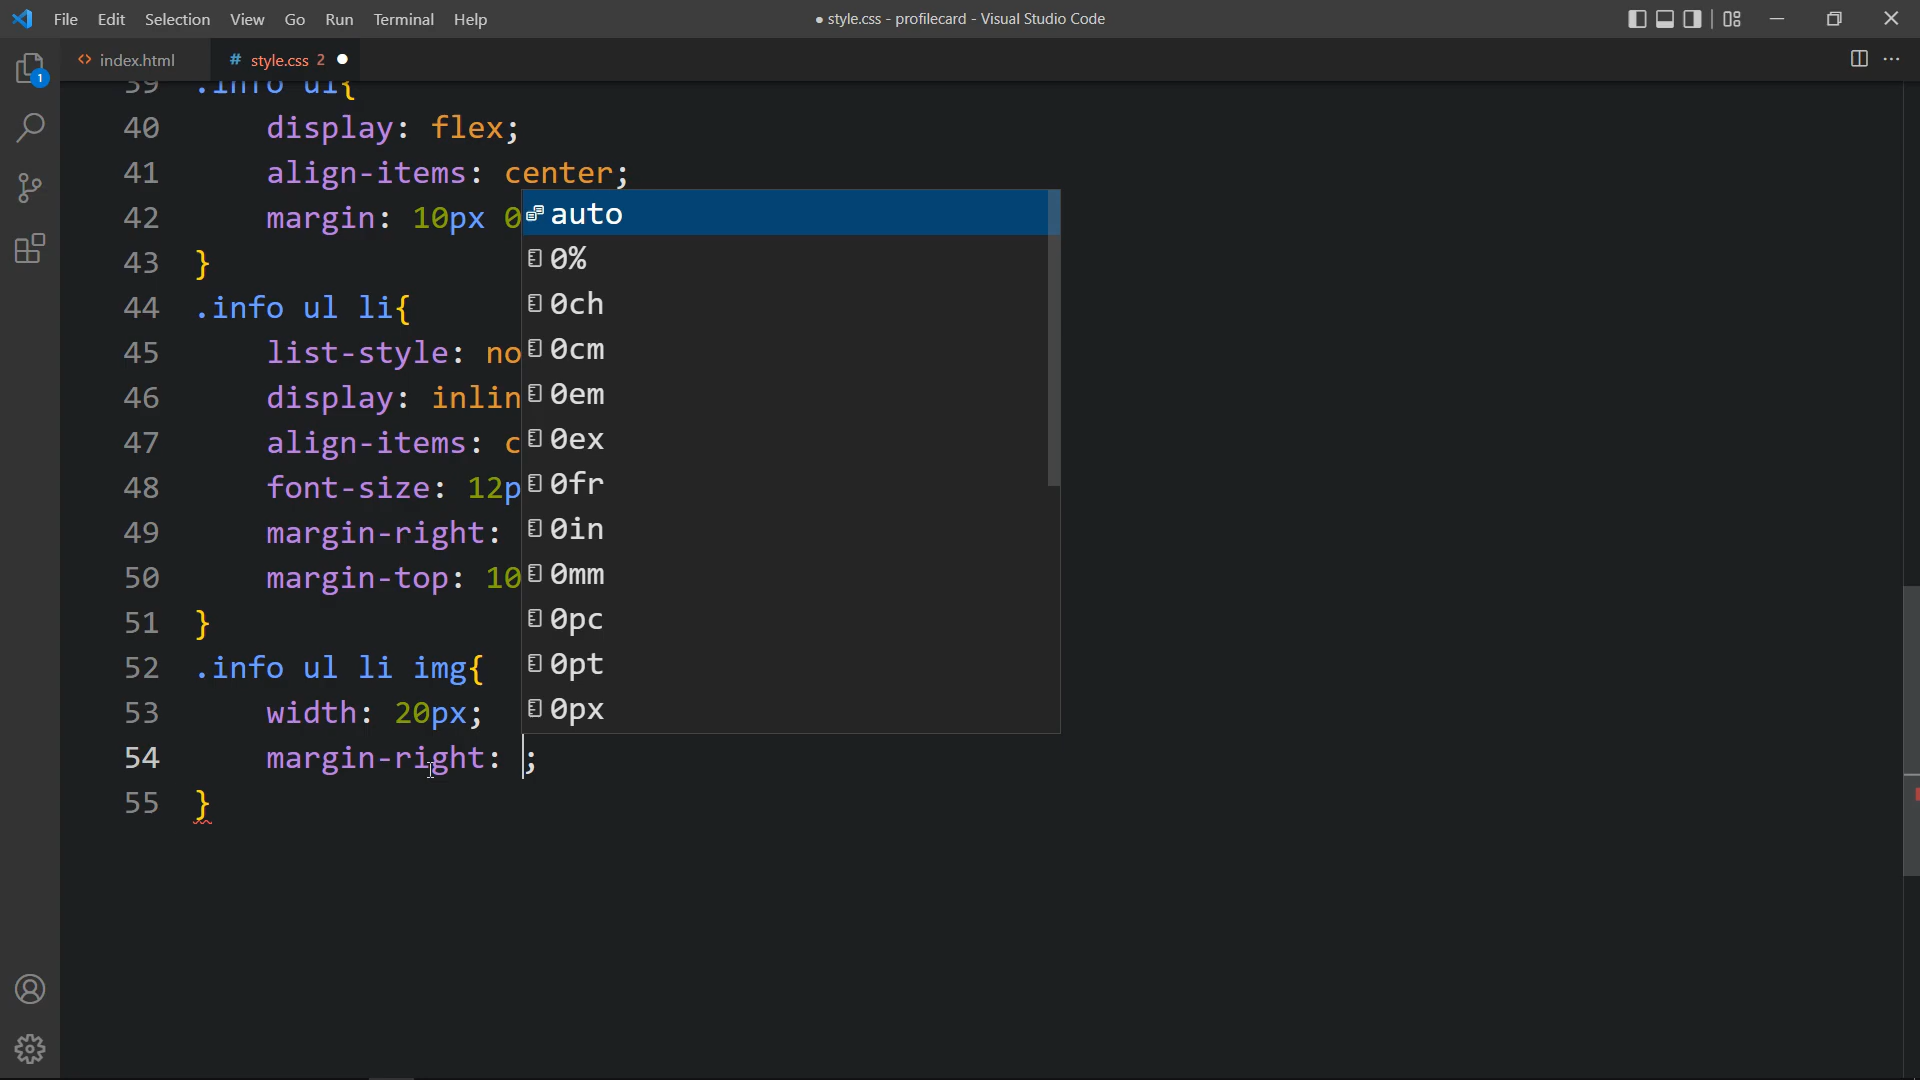 File Edit Selection View Go Run Terminal Help
● style.css - profilecard - Visual Studio Code
1
<> index.html
# style.css 2 ●
39 .info ul{
40 display: flex;
41 align-items: center;
42 margin: 10px 0
43 }
44 .info ul li{
45 list-style: no
46 display: inlin
47 align-items: c
48 font-size: 12p
49 margin-right:
50 margin-top: 10
51 }
52 .info ul li img{
53 width: 20px;
54 margin-right: ;
55 }
auto
0%
0ch
0cm
0em
0ex
0fr
0in
0mm
0pc
0pt
0px